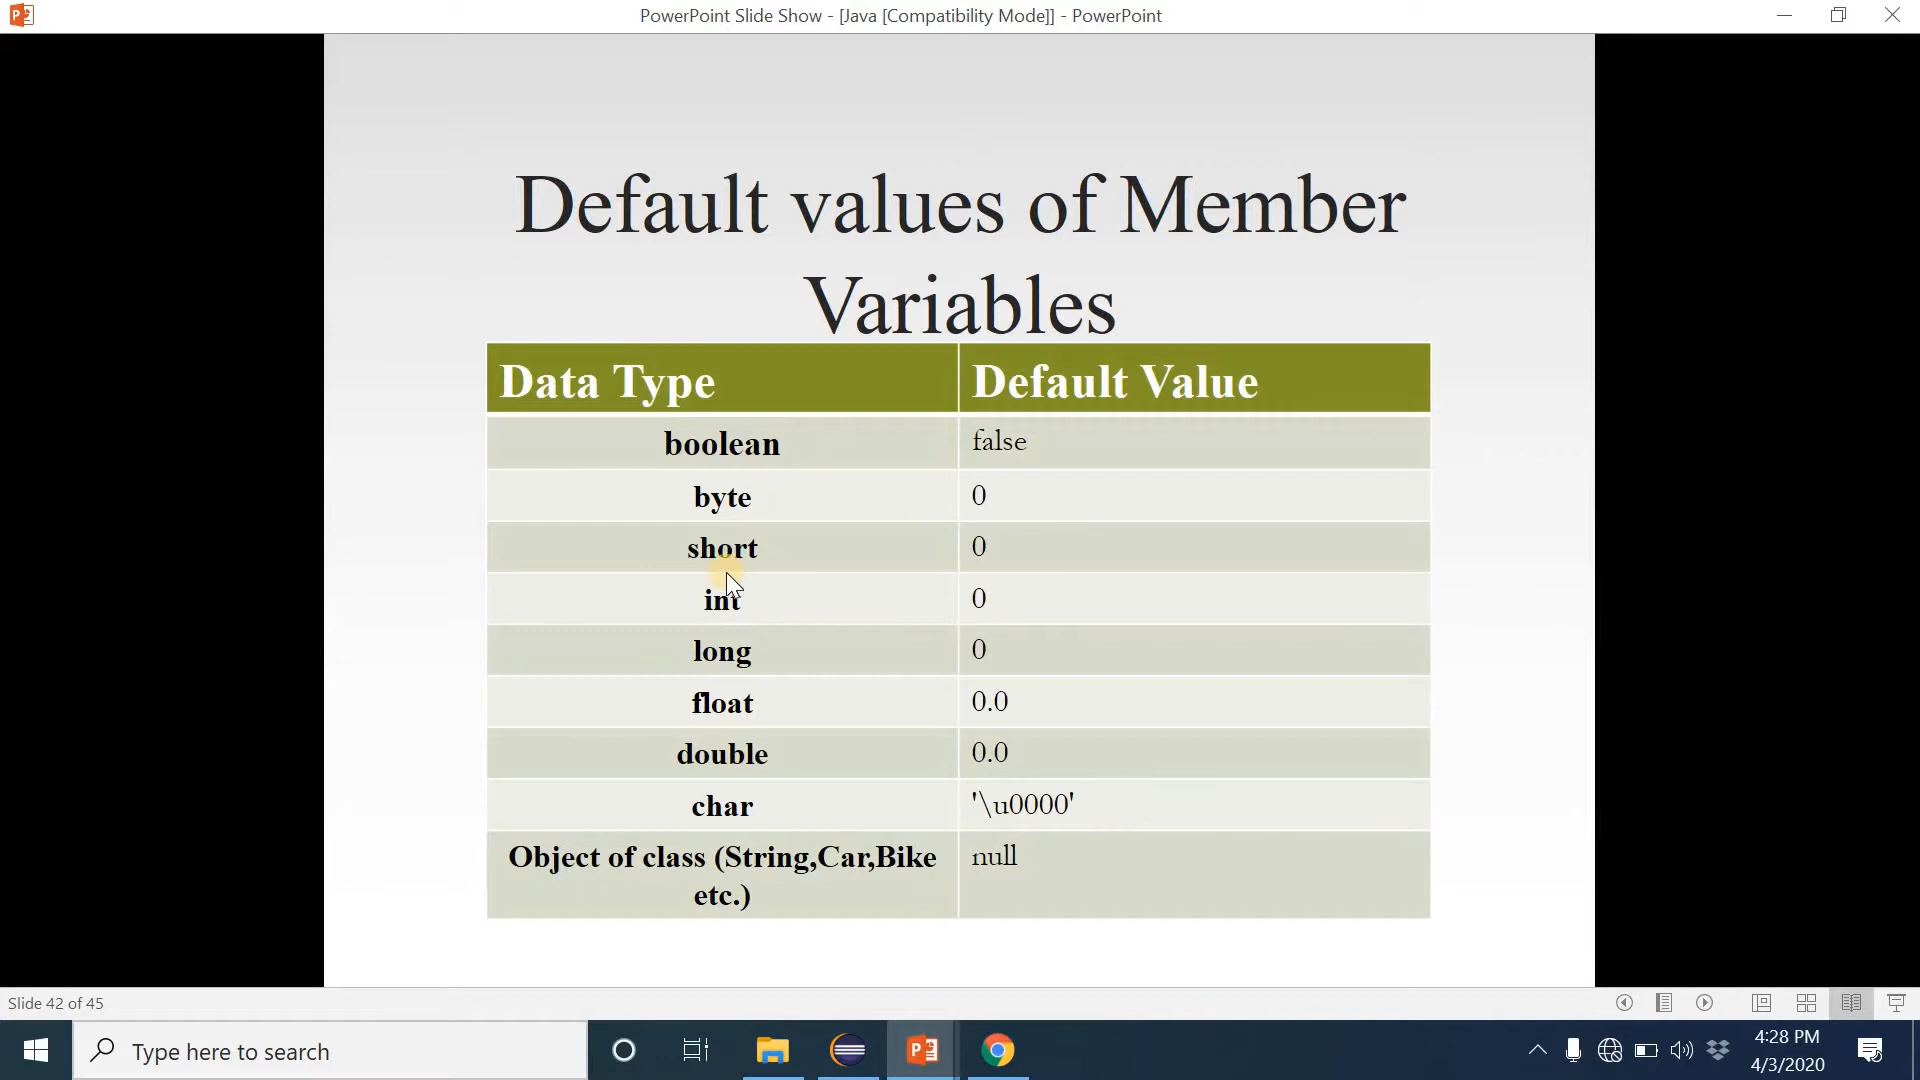 PowerPoint Slide Show - [Java [Compatibility Mode]] - PowerPoint
Default values of Member
Variables
Data Type Default Value
boolean false
byte 0
short 0
int 0
long 0
float 0.0
double 0.0
char '\u0000'
Object of class (String,Car,Bike null
etc.)
Slide 42 of 45
Type here to search
4:28 PM
4/3/2020